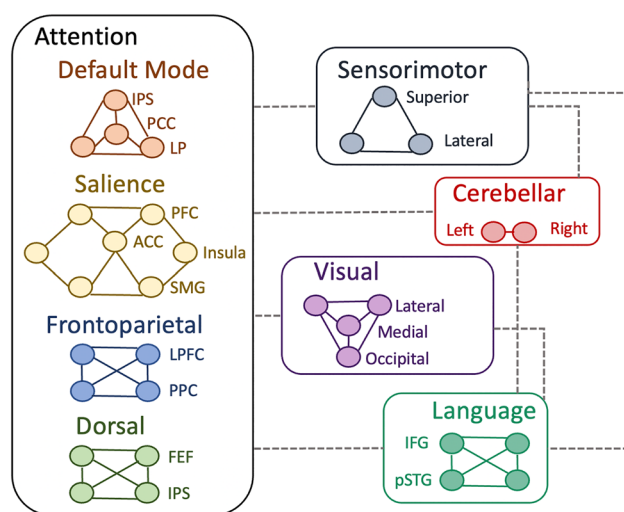 Attention
Default Mode
IPS
PCC
LP
Salience
PFC
ACC
Insula
SMG
Frontoparietal
LPFC
PPC
Dorsal
FEF
IPS
Sensorimotor
Superior
Lateral
Cerebellar
Left
Right
Visual
Lateral
Medial
Occipital
Language
IFG
pSTG